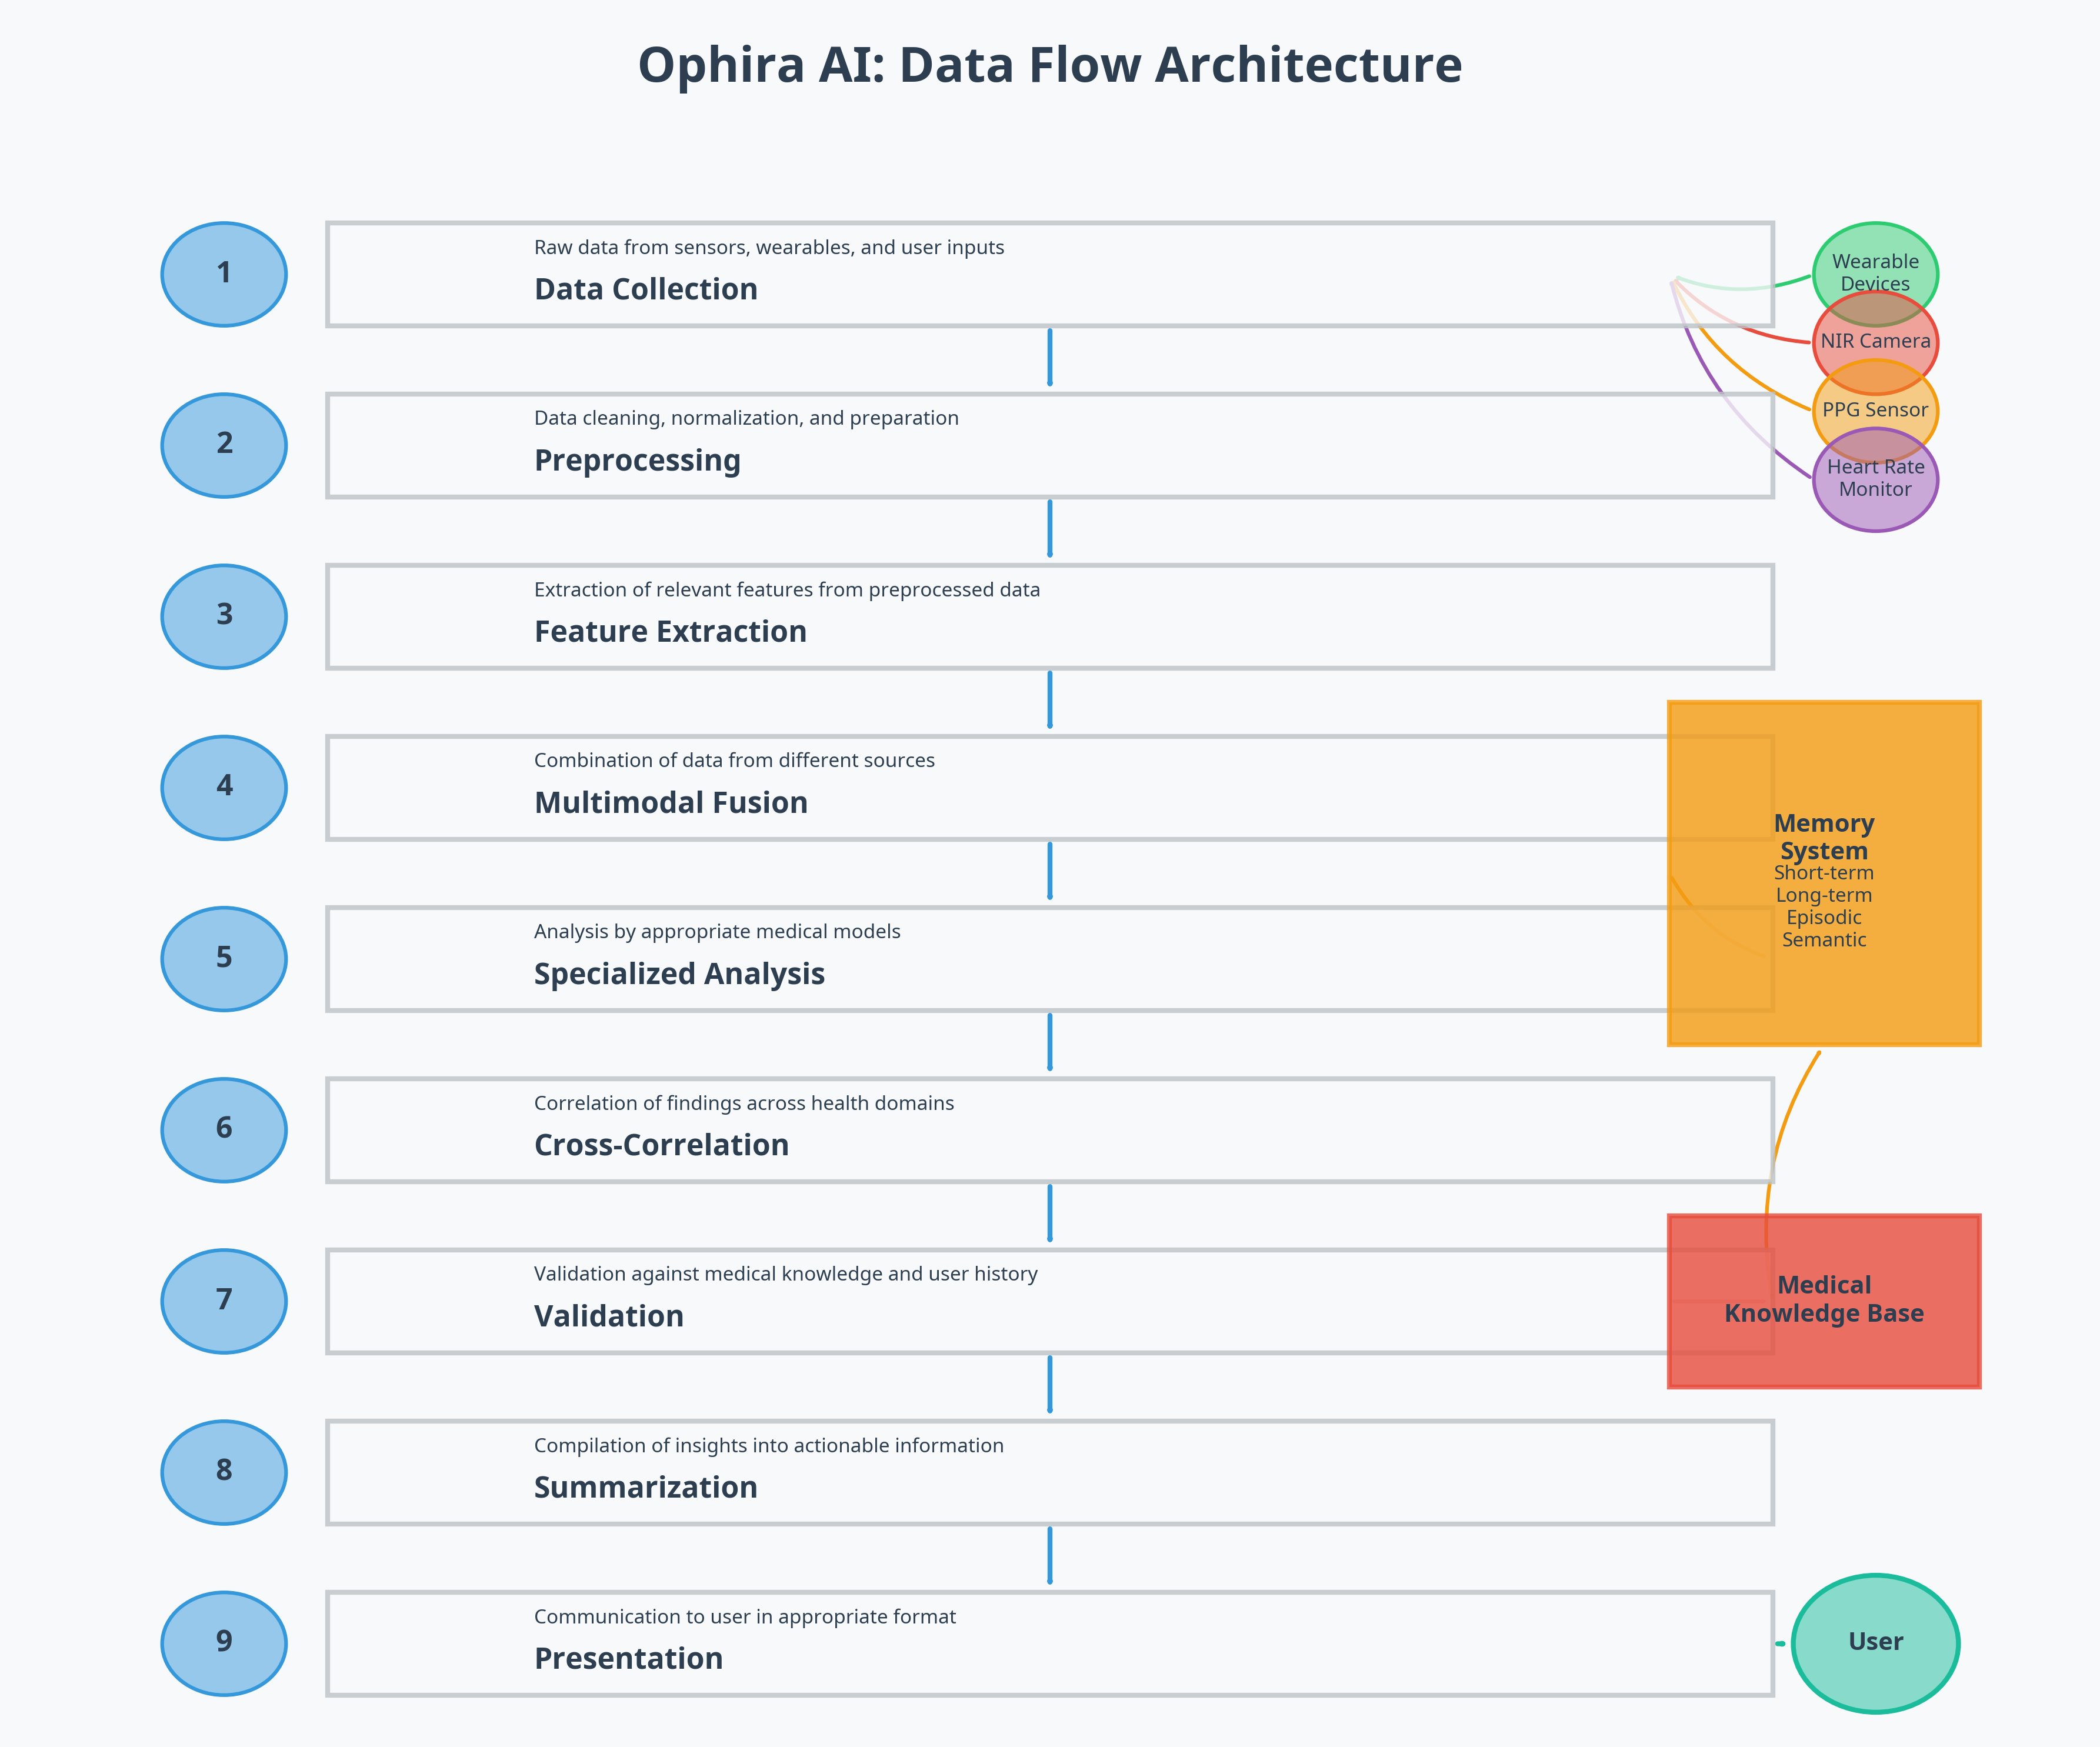 Ophira AI: Data Flow Architecture
1
Raw data from sensors, wearables, and user inputs
Data Collection
Wearable
Devices
NIR Camera
PPG Sensor
Heart Rate
Monitor
2
Data cleaning, normalization, and preparation
Preprocessing
3
Extraction of relevant features from preprocessed data
Feature Extraction
4
Combination of data from different sources
Multimodal Fusion
Memory
System
Short-term
Long-term
Episodic
Semantic
5
Analysis by appropriate medical models
Specialized Analysis
6
Correlation of findings across health domains
Cross-Correlation
7
Validation against medical knowledge and user history
Validation
Medical
Knowledge Base
8
Compilation of insights into actionable information
Summarization
9
Communication to user in appropriate format
Presentation
User